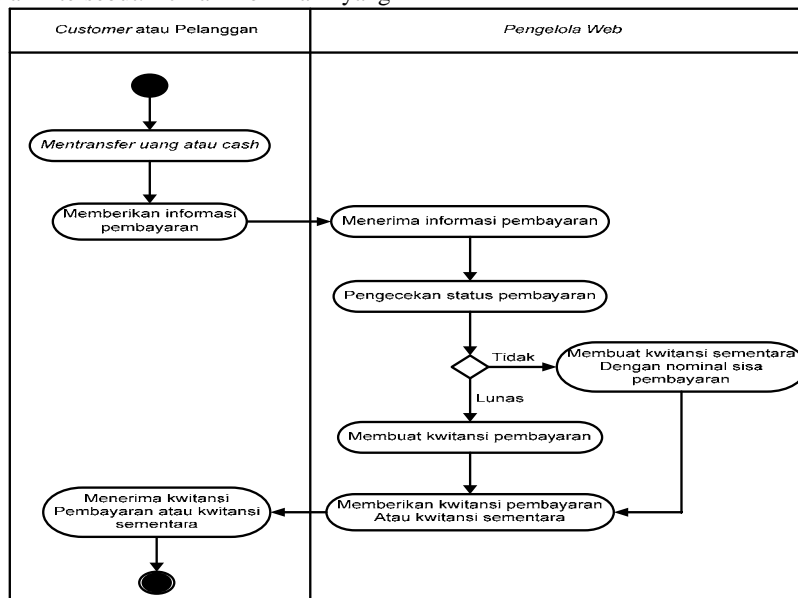 Customer atau Pelanggan
Pengelola Web
Mentransfer uang atau cash
Memberikan informasi
pembayaran
Menerima informasi pembayaran
Pengecekan status pembayaran
Tidak
Membuat kwitansi sementara
Dengan nominal sisa
pembayaran
Lunas
Membuat kwitansi pembayaran
Memberikan kwitansi pembayaran
Atau kwitansi sementara
Menerima kwitansi
Pembayaran atau kwitansi
sementara